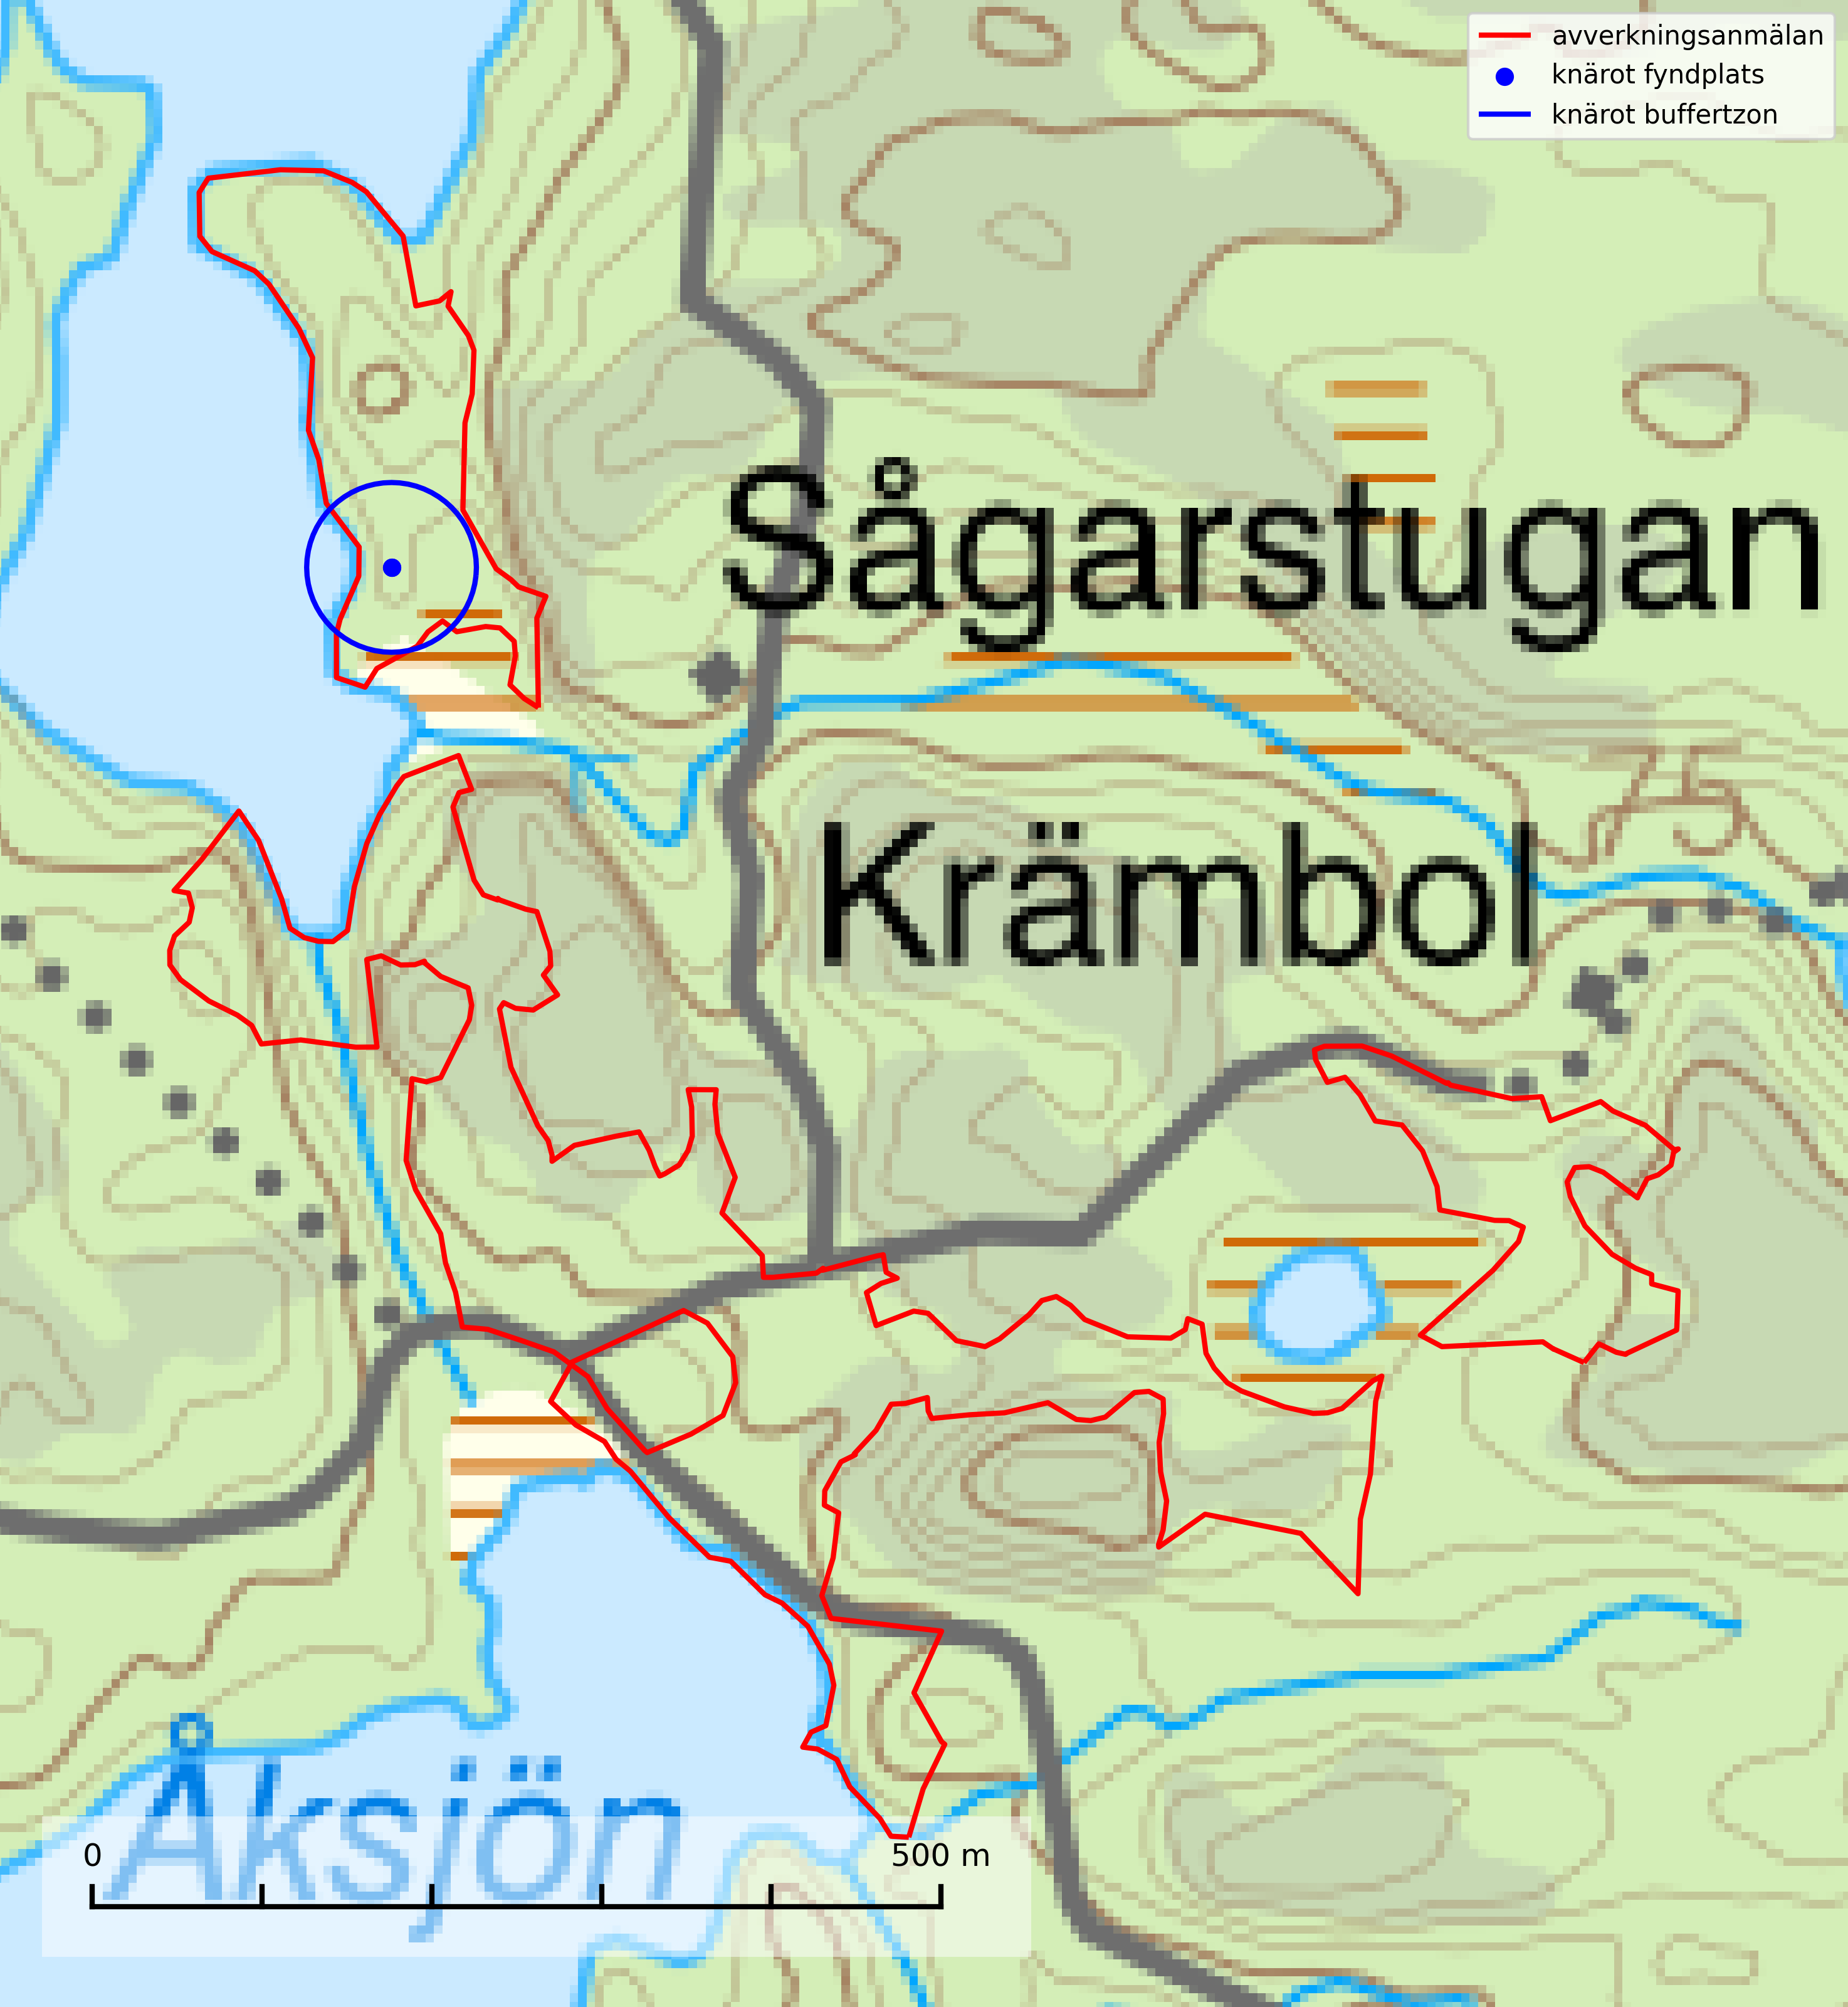 avverkningsanmälan
knärot fyndplats
knärot buffertzon
Sågarstugan
Krämbol
Åksjön
0 500 m